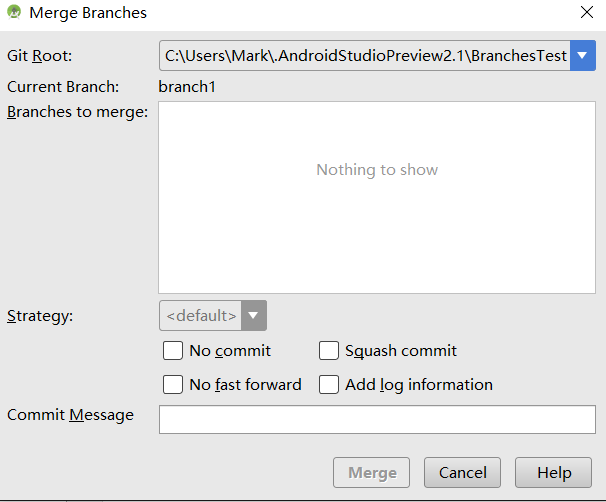 Merge Branches
Git Root: C:\Users\Mark\.AndroidStudioPreview2.1\BranchesTest
Current Branch: branch1
Branches to merge:
Nothing to show
Strategy: <default>
No commit Squash commit
No fast forward Add log information
Commit Message
Merge Cancel Help